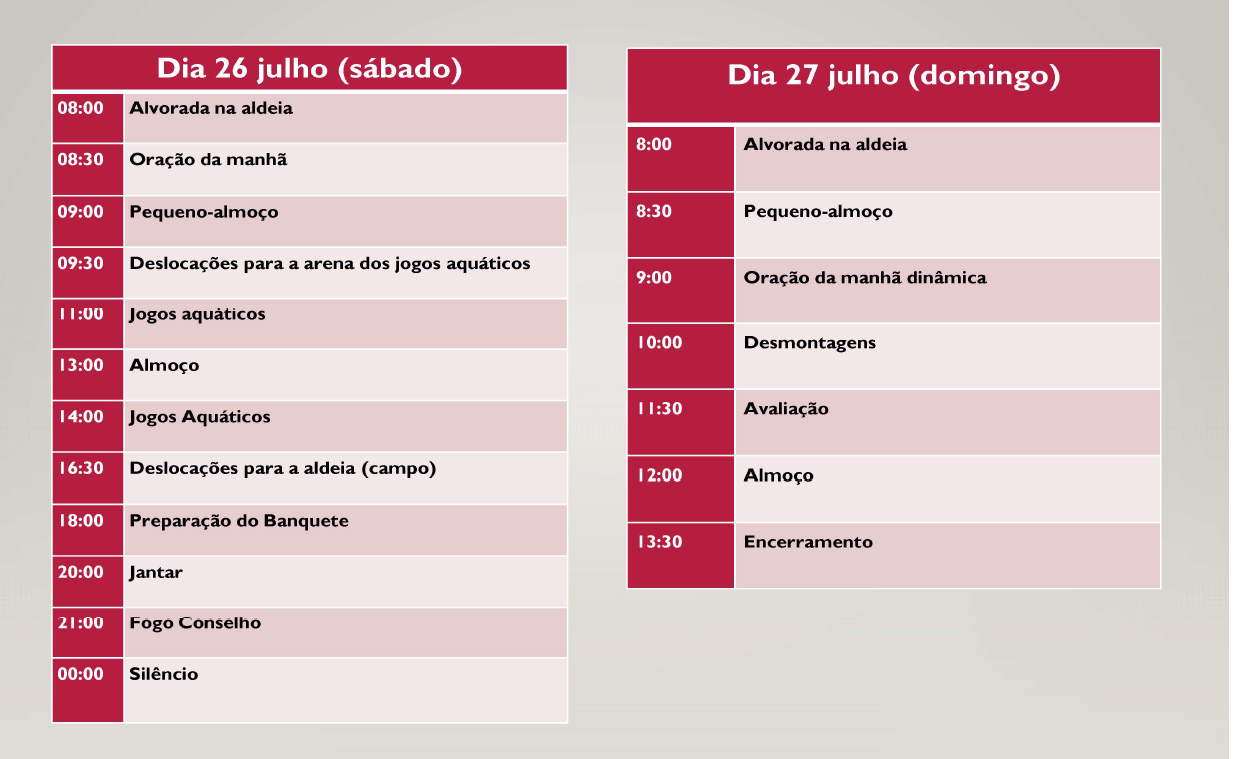 Dia 26 julho (sábado)
08:00 Alvorada na aldeia
08:30 Oração da manhã
09:00 Pequeno-almoço
09:30 Deslocações para a arena dos jogos aquáticos
11:00 Jogos aquáticos
13:00 Almoço
14:00 Jogos Aquáticos
16:30 Deslocações para a aldeia (campo)
18:00 Preparação do Banquete
20:00 Jantar
21:00 Fogo Conselho
00:00 Silêncio
Dia 27 julho (domingo)
8:00 Alvorada na aldeia
8:30 Pequeno-almoço
9:00 Oração da manhã dinâmica
10:00 Desmontagens
11:30 Avaliação
12:00 Almoço
13:30 Encerramento